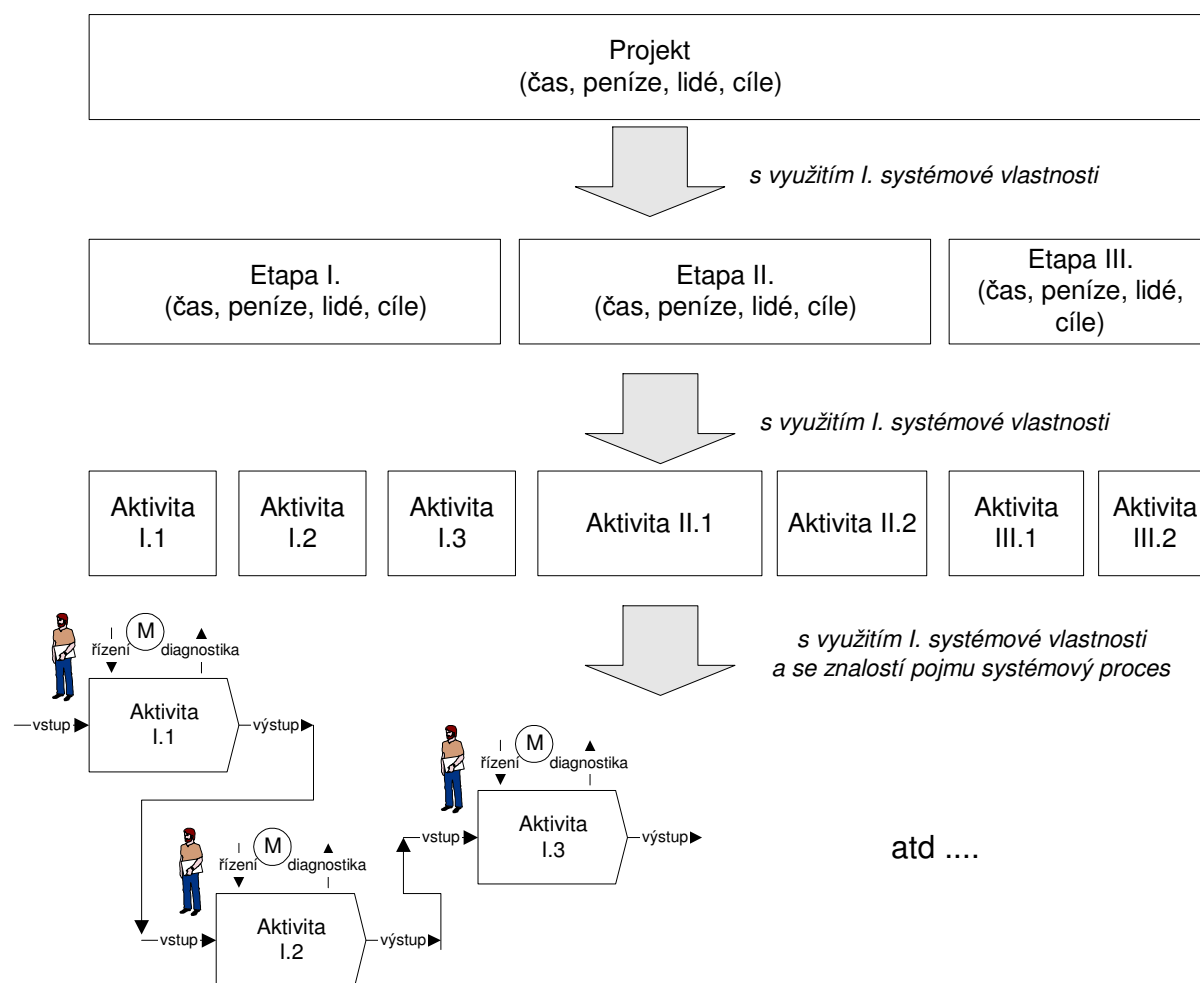 Projekt
(čas, peníze, lidé, cíle)
s využitím I. systémové vlastnosti
Etapa I.
(čas, peníze, lidé, cíle)
Etapa II.
(čas, peníze, lidé, cíle)
Etapa III.
(čas, peníze, lidé,
cíle)
s využitím I. systémové vlastnosti
Aktivita
I.1
Aktivita
I.2
Aktivita
I.3
Aktivita II.1
Aktivita II.2
Aktivita
III.1
Aktivita
III.2
s využitím I. systémové vlastnosti
a se znalostí pojmu systémový proces
řízení
M
diagnostika
vstup
Aktivita
I.1
výstup
řízení
M
diagnostika
vstup
Aktivita
I.3
výstup
řízení
M
diagnostika
vstup
Aktivita
I.2
výstup
atd ....